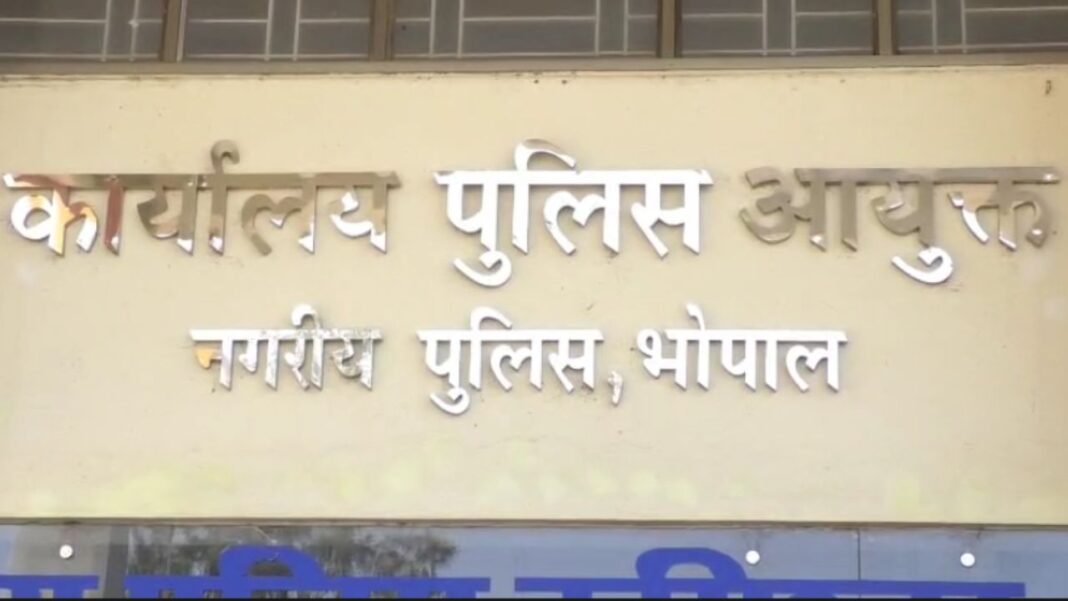 कार्यालय पुलिस आयुक्त
नगरीय पुलिस, भोपाल